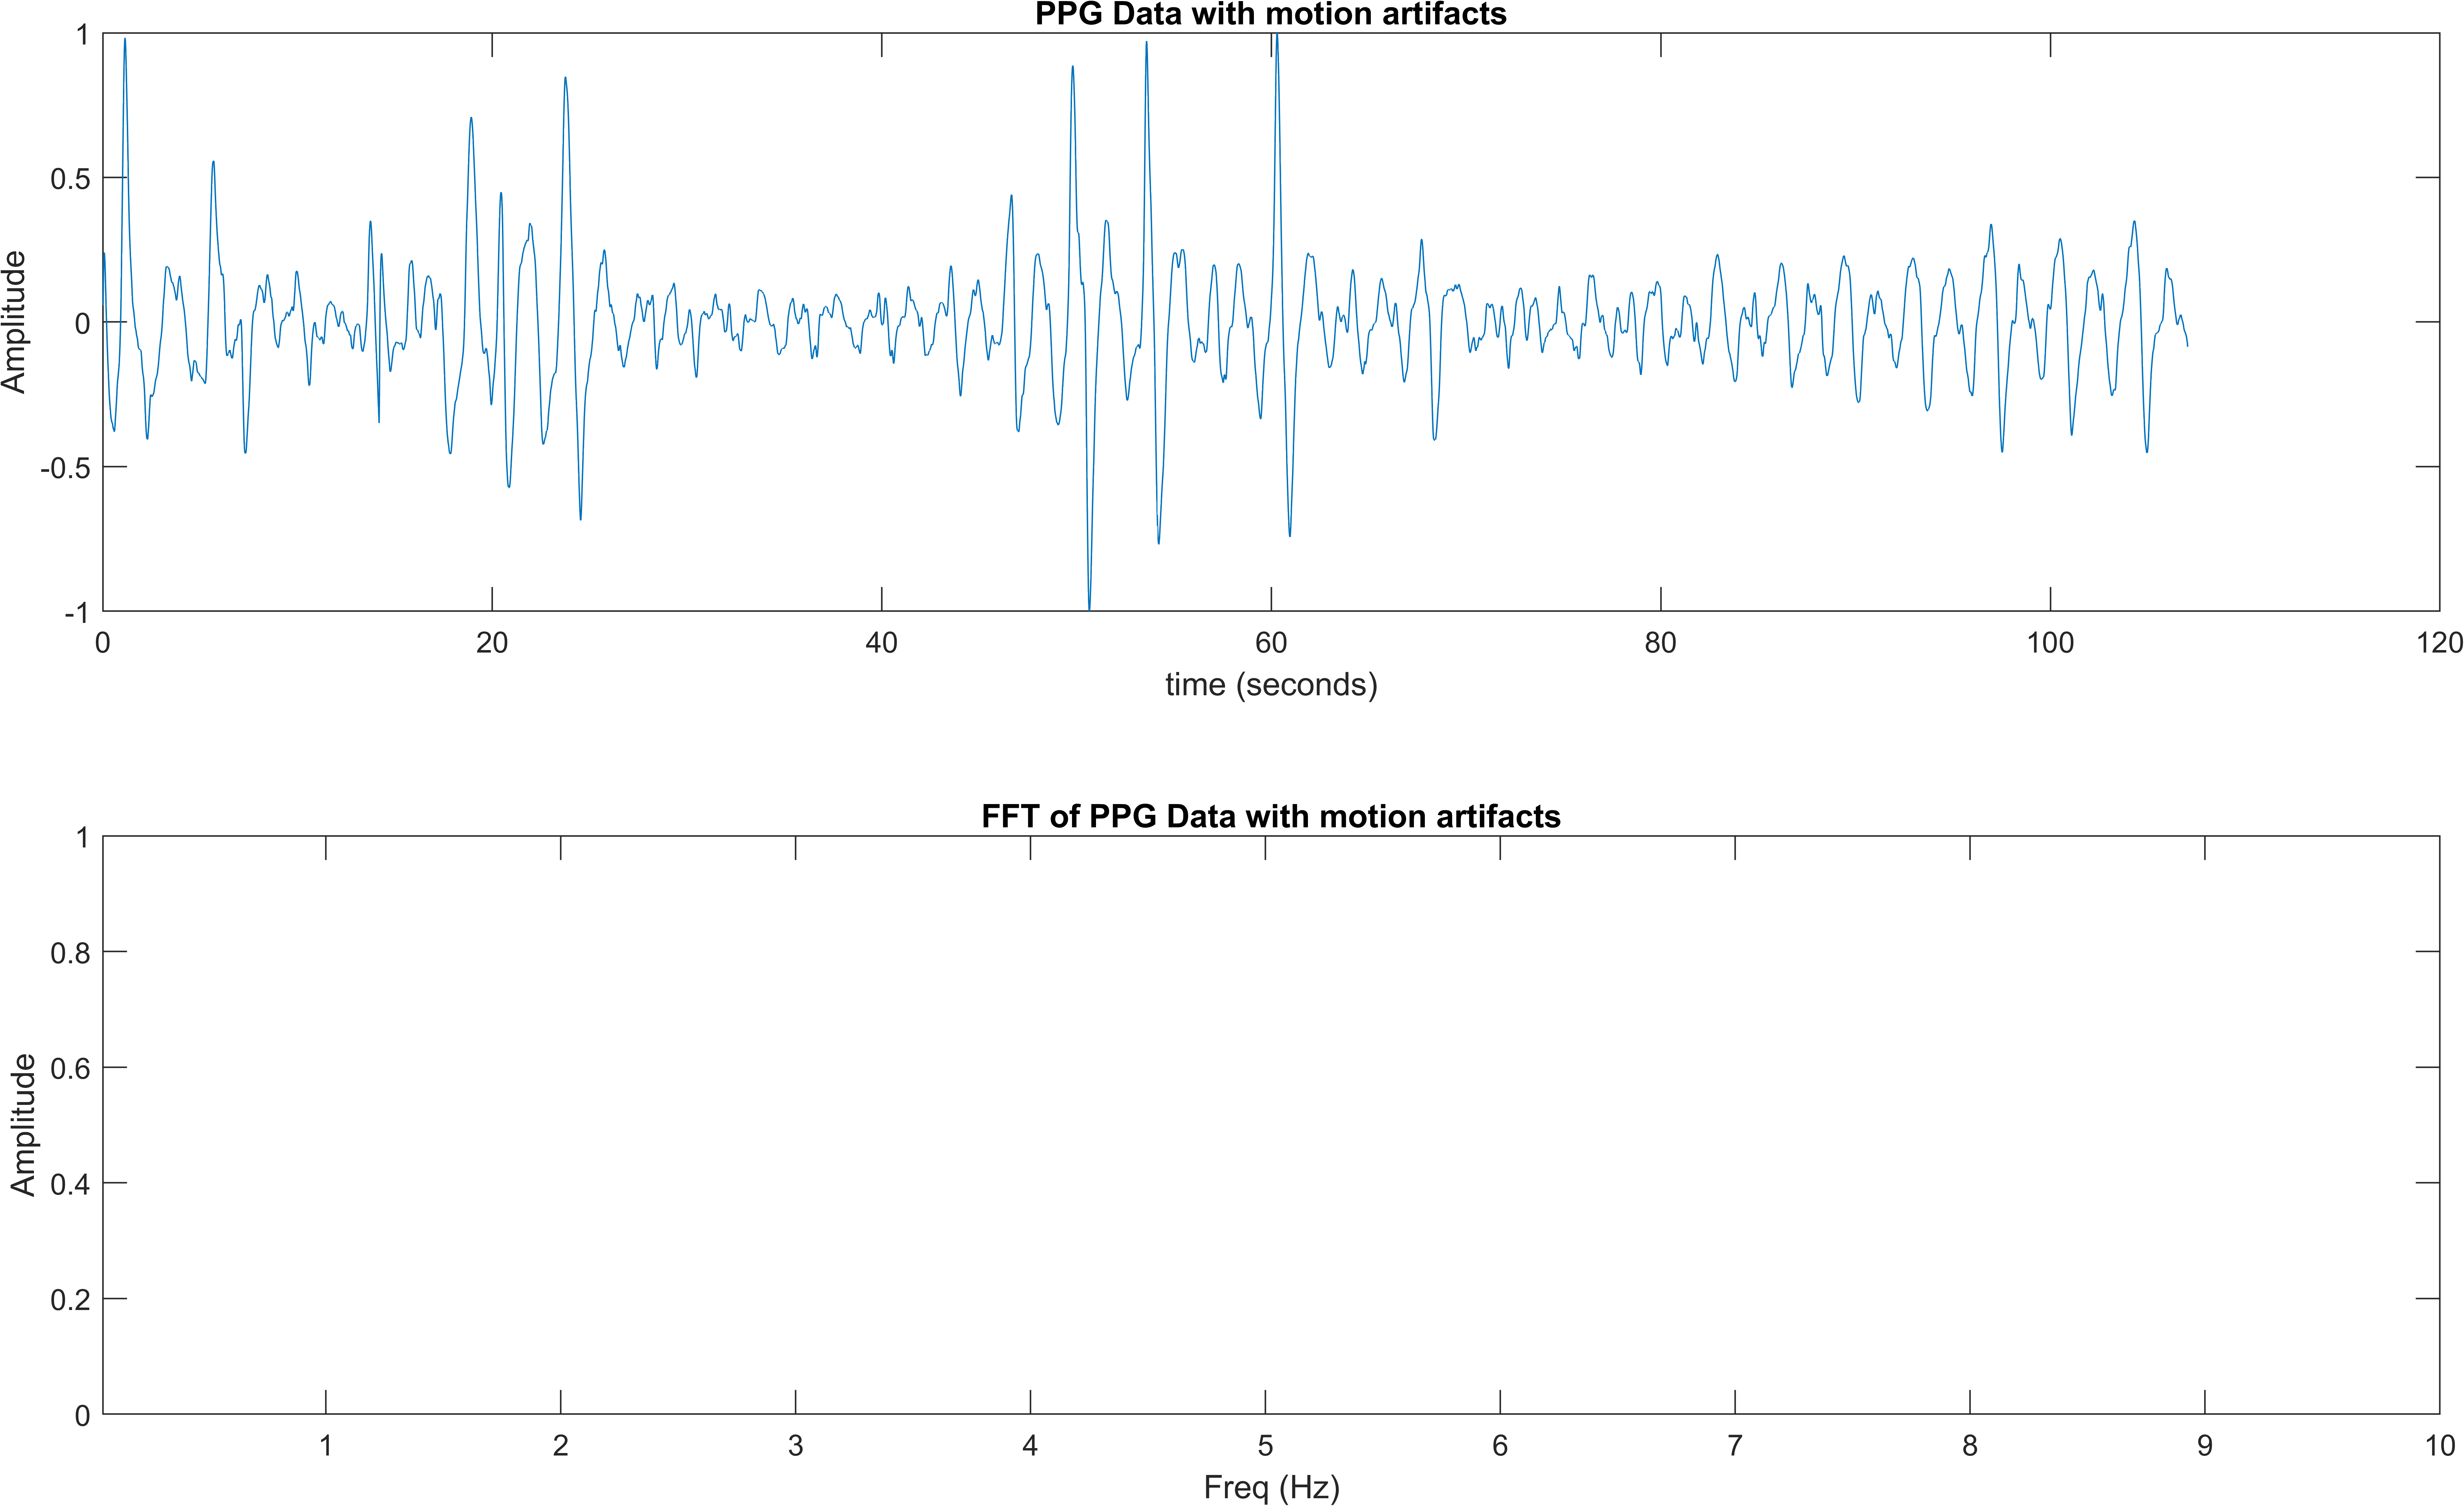 PPG Data with motion artifacts
1
0.5
0
-0.5
-1
Amplitude
0 20 40 60 80 100 120
time (seconds)
FFT of PPG Data with motion artifacts
1
0.8
0.6
0.4
0.2
0
Amplitude
1 2 3 4 5 6 7 8 9 10
Freq (Hz)